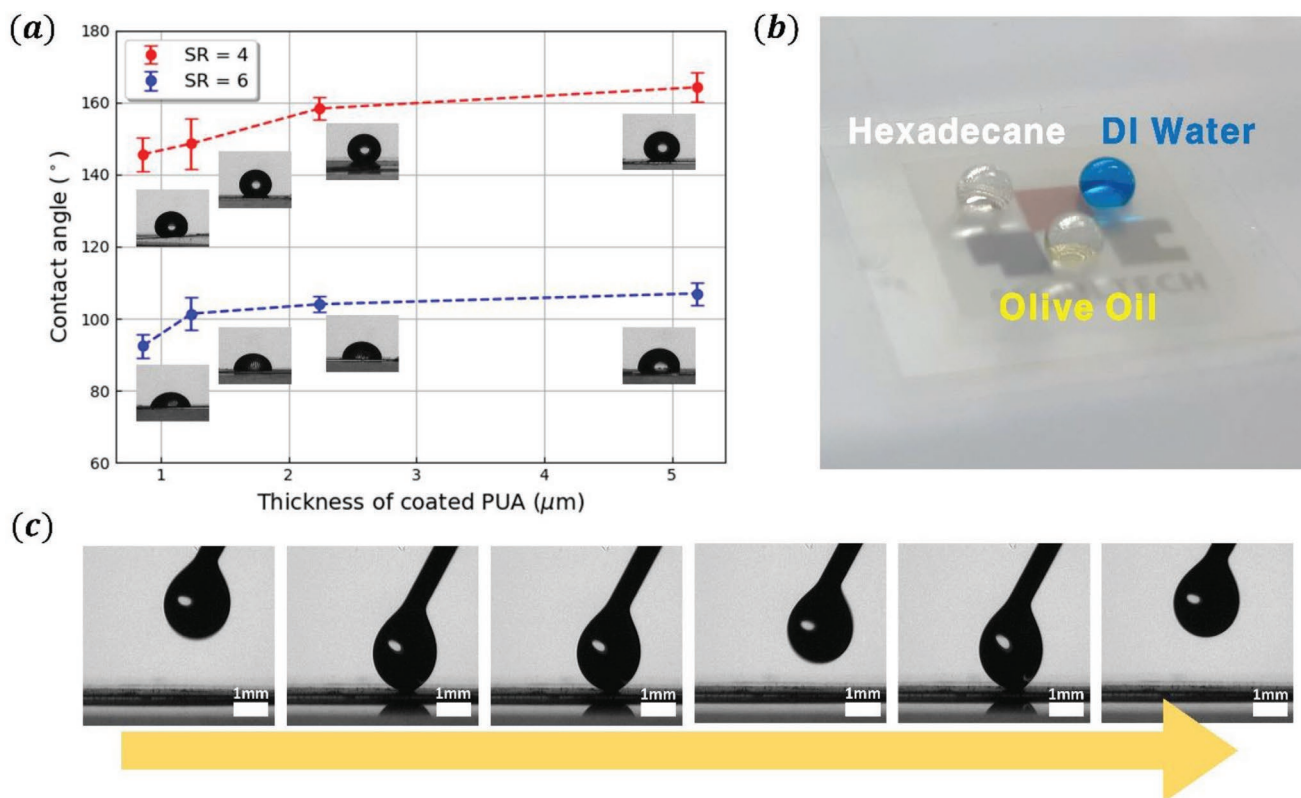 (a)
180
160
140
120
100
80
60
Contact angle (°)
SR = 4
SR = 6
1
2
3
4
5
Thickness of coated PUA (μm)
(b)
Hexadecane
DI Water
Olive Oil
(c)
1mm
1mm
1mm
1mm
1mm
1mm